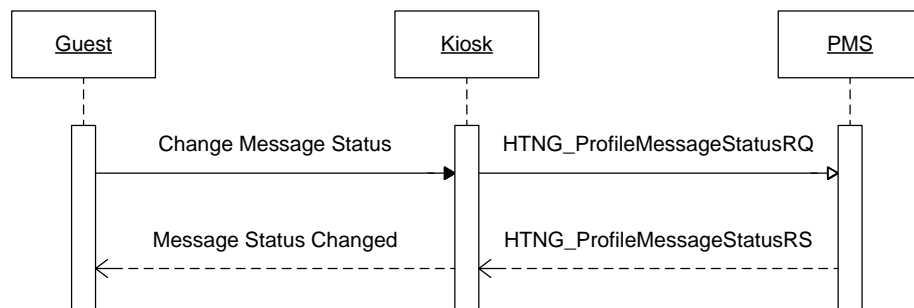 Guest
Kiosk
PMS
Change Message Status
HTNG_ProfileMessageStatusRQ
Message Status Changed
HTNG_ProfileMessageStatusRS